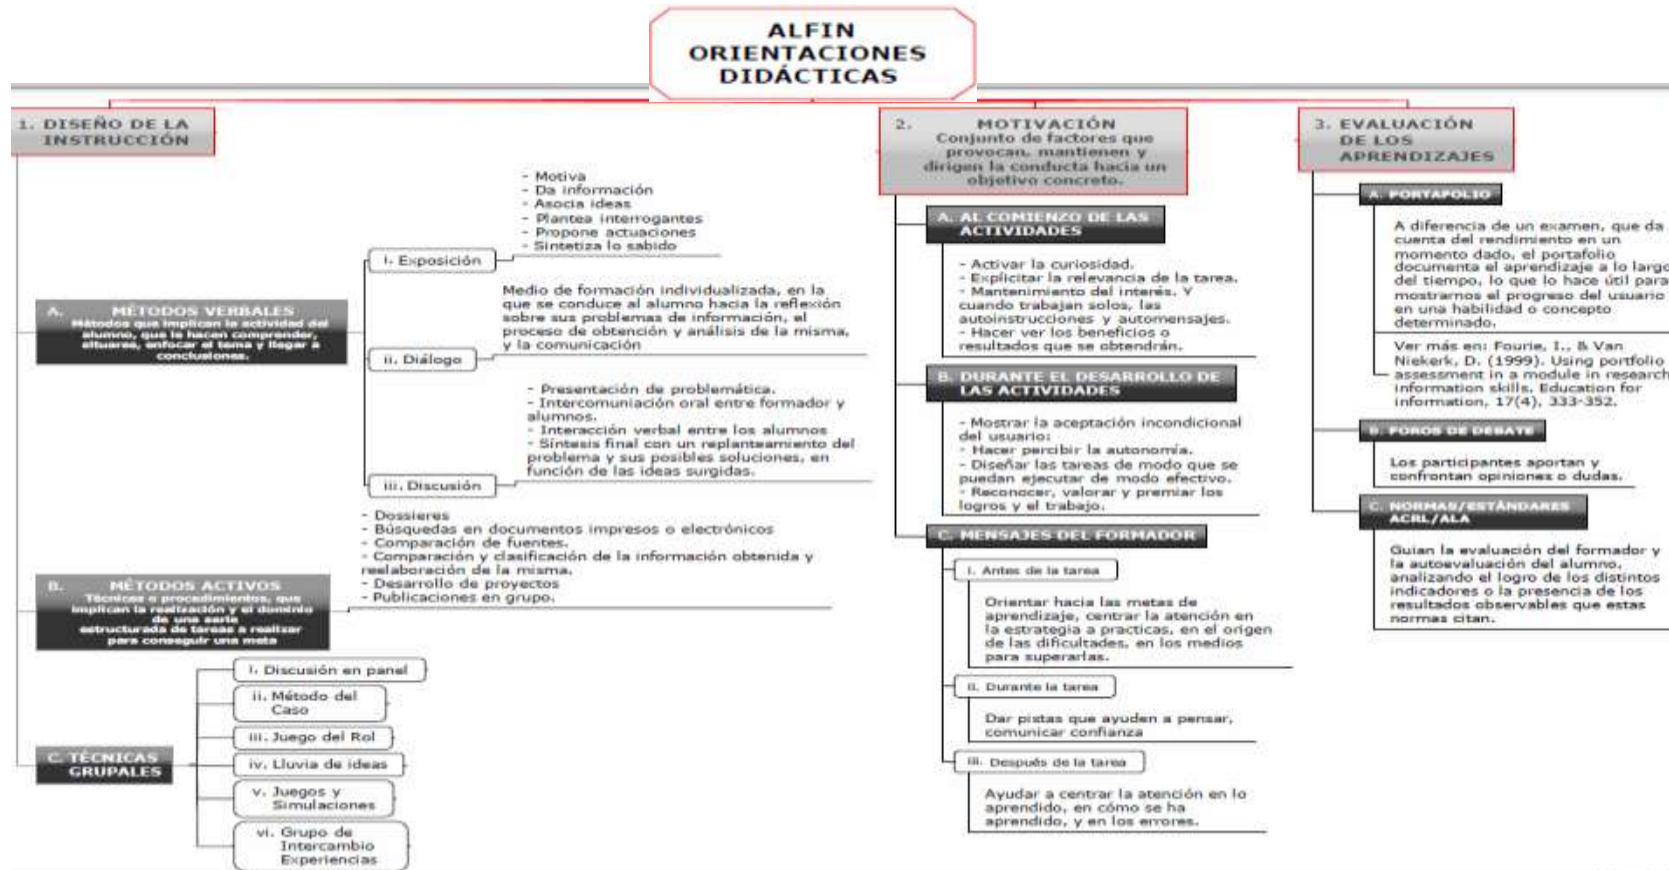 ALFIN
ORIENTACIONES
DIDÁCTICAS
1. DISEÑO DE LA
INSTRUCCIÓN
A. MÉTODOS VERBALES
Métodos que implican la actividad del
alumno, que le hacen comprender,
situarse, enfocar el tema y llegar a
conclusiones.
i. Exposición
- Motiva
- Da información
- Asocia ideas
- Plantea interrogantes
- Propone actuaciones
- Sintetiza lo sabido
ii. Diálogo
Medio de formación individualizada, en la
que se conduce al alumno hacia la reflexión
sobre sus problemas de información, el
proceso de obtención y análisis de la misma,
y la comunicación
iii. Discusión
- Presentación de problemática.
- Intercomuniación oral entre formador y
alumnos.
- Interacción verbal entre los alumnos
- Síntesis final con un replanteamiento del
problema y sus posibles soluciones, en
función de las ideas surgidas.
B. MÉTODOS ACTIVOS
Técnicas o procedimientos, que
implican la realización y el dominio
de una serie
estructurada de tareas a realizar
para conseguir una meta
- Dossieres
- Búsquedas en documentos impresos o electrónicos
- Comparación de fuentes.
- Comparación y clasificación de la información obtenida y
reelaboración de la misma.
- Desarrollo de proyectos
- Publicaciones en grupo.
C. TÉCNICAS
GRUPALES
i. Discusión en panel
ii. Método del
Caso
iii. Juego del Rol
iv. Lluvia de ideas
v. Juegos y
Simulaciones
vi. Grupo de
Intercambio
Experiencias
2. MOTIVACIÓN
Conjunto de factores que
provocan, mantienen y
dirigen la conducta hacia un
objetivo concreto.
A. AL COMIENZO DE LAS
ACTIVIDADES
- Activar la curiosidad.
- Explicitar la relevancia de la tarea.
- Mantenimiento del interés. Y
cuando trabajan solos, las
autoinstrucciones y automensajes.
- Hacer ver los beneficios o
resultados que se obtendrán.
B. DURANTE EL DESARROLLO DE
LAS ACTIVIDADES
- Mostrar la aceptación incondicional
del usuario:
- Hacer percibir la autonomía.
- Diseñar las tareas de modo que se
puedan ejecutar de modo efectivo.
- Reconocer, valorar y premiar los
logros y el trabajo.
C. MENSAJES DEL FORMADOR
i. Antes de la tarea
Orientar hacia las metas de
aprendizaje, centrar la atención en
la estrategia a practicas, en el origen
de las dificultades, en los medios
para superarlas.
ii. Durante la tarea
Dar pistas que ayuden a pensar,
comunicar confianza
iii. Después de la tarea
Ayudar a centrar la atención en lo
aprendido, en cómo se ha
aprendido, y en los errores.
3. EVALUACIÓN
DE LOS
APRENDIZAJES
A. PORTAFOLIO
A diferencia de un examen, que da
cuenta del rendimiento en un
momento dado, el portafolio
documenta el aprendizaje a lo largo
del tiempo, lo que lo hace útil para
mostrarnos el progreso del usuario
en una habilidad o concepto
determinado.
Ver más en: Fourie, I., & Van
Niekerk, D. (1999). Using portfolio
assessment in a module in research
information skills, Education for
information, 17(4), 333-352.
B. FOROS DE DEBATE
Los participantes aportan y
confrontan opiniones o dudas.
C. NORMAS/ESTÁNDARES
ACRL/ALA
Guian la evaluación del formador y
la autoevaluación del alumno,
analizando el logro de los distintos
indicadores o la presencia de los
resultados observables que estas
normas citan.